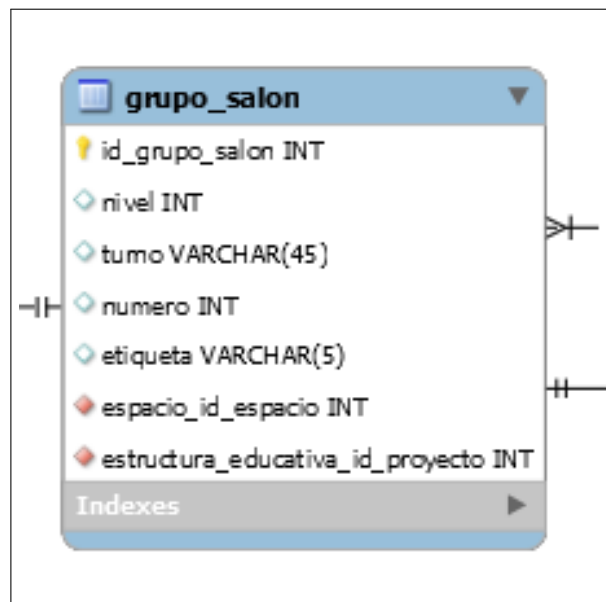 grupo_salon
id_grupo_salon INT
nivel INT
turno VARCHAR(45)
numero INT
etiqueta VARCHAR(5)
espacio_id_espacio INT
estructura_educativa_id_proyecto INT
Indexes